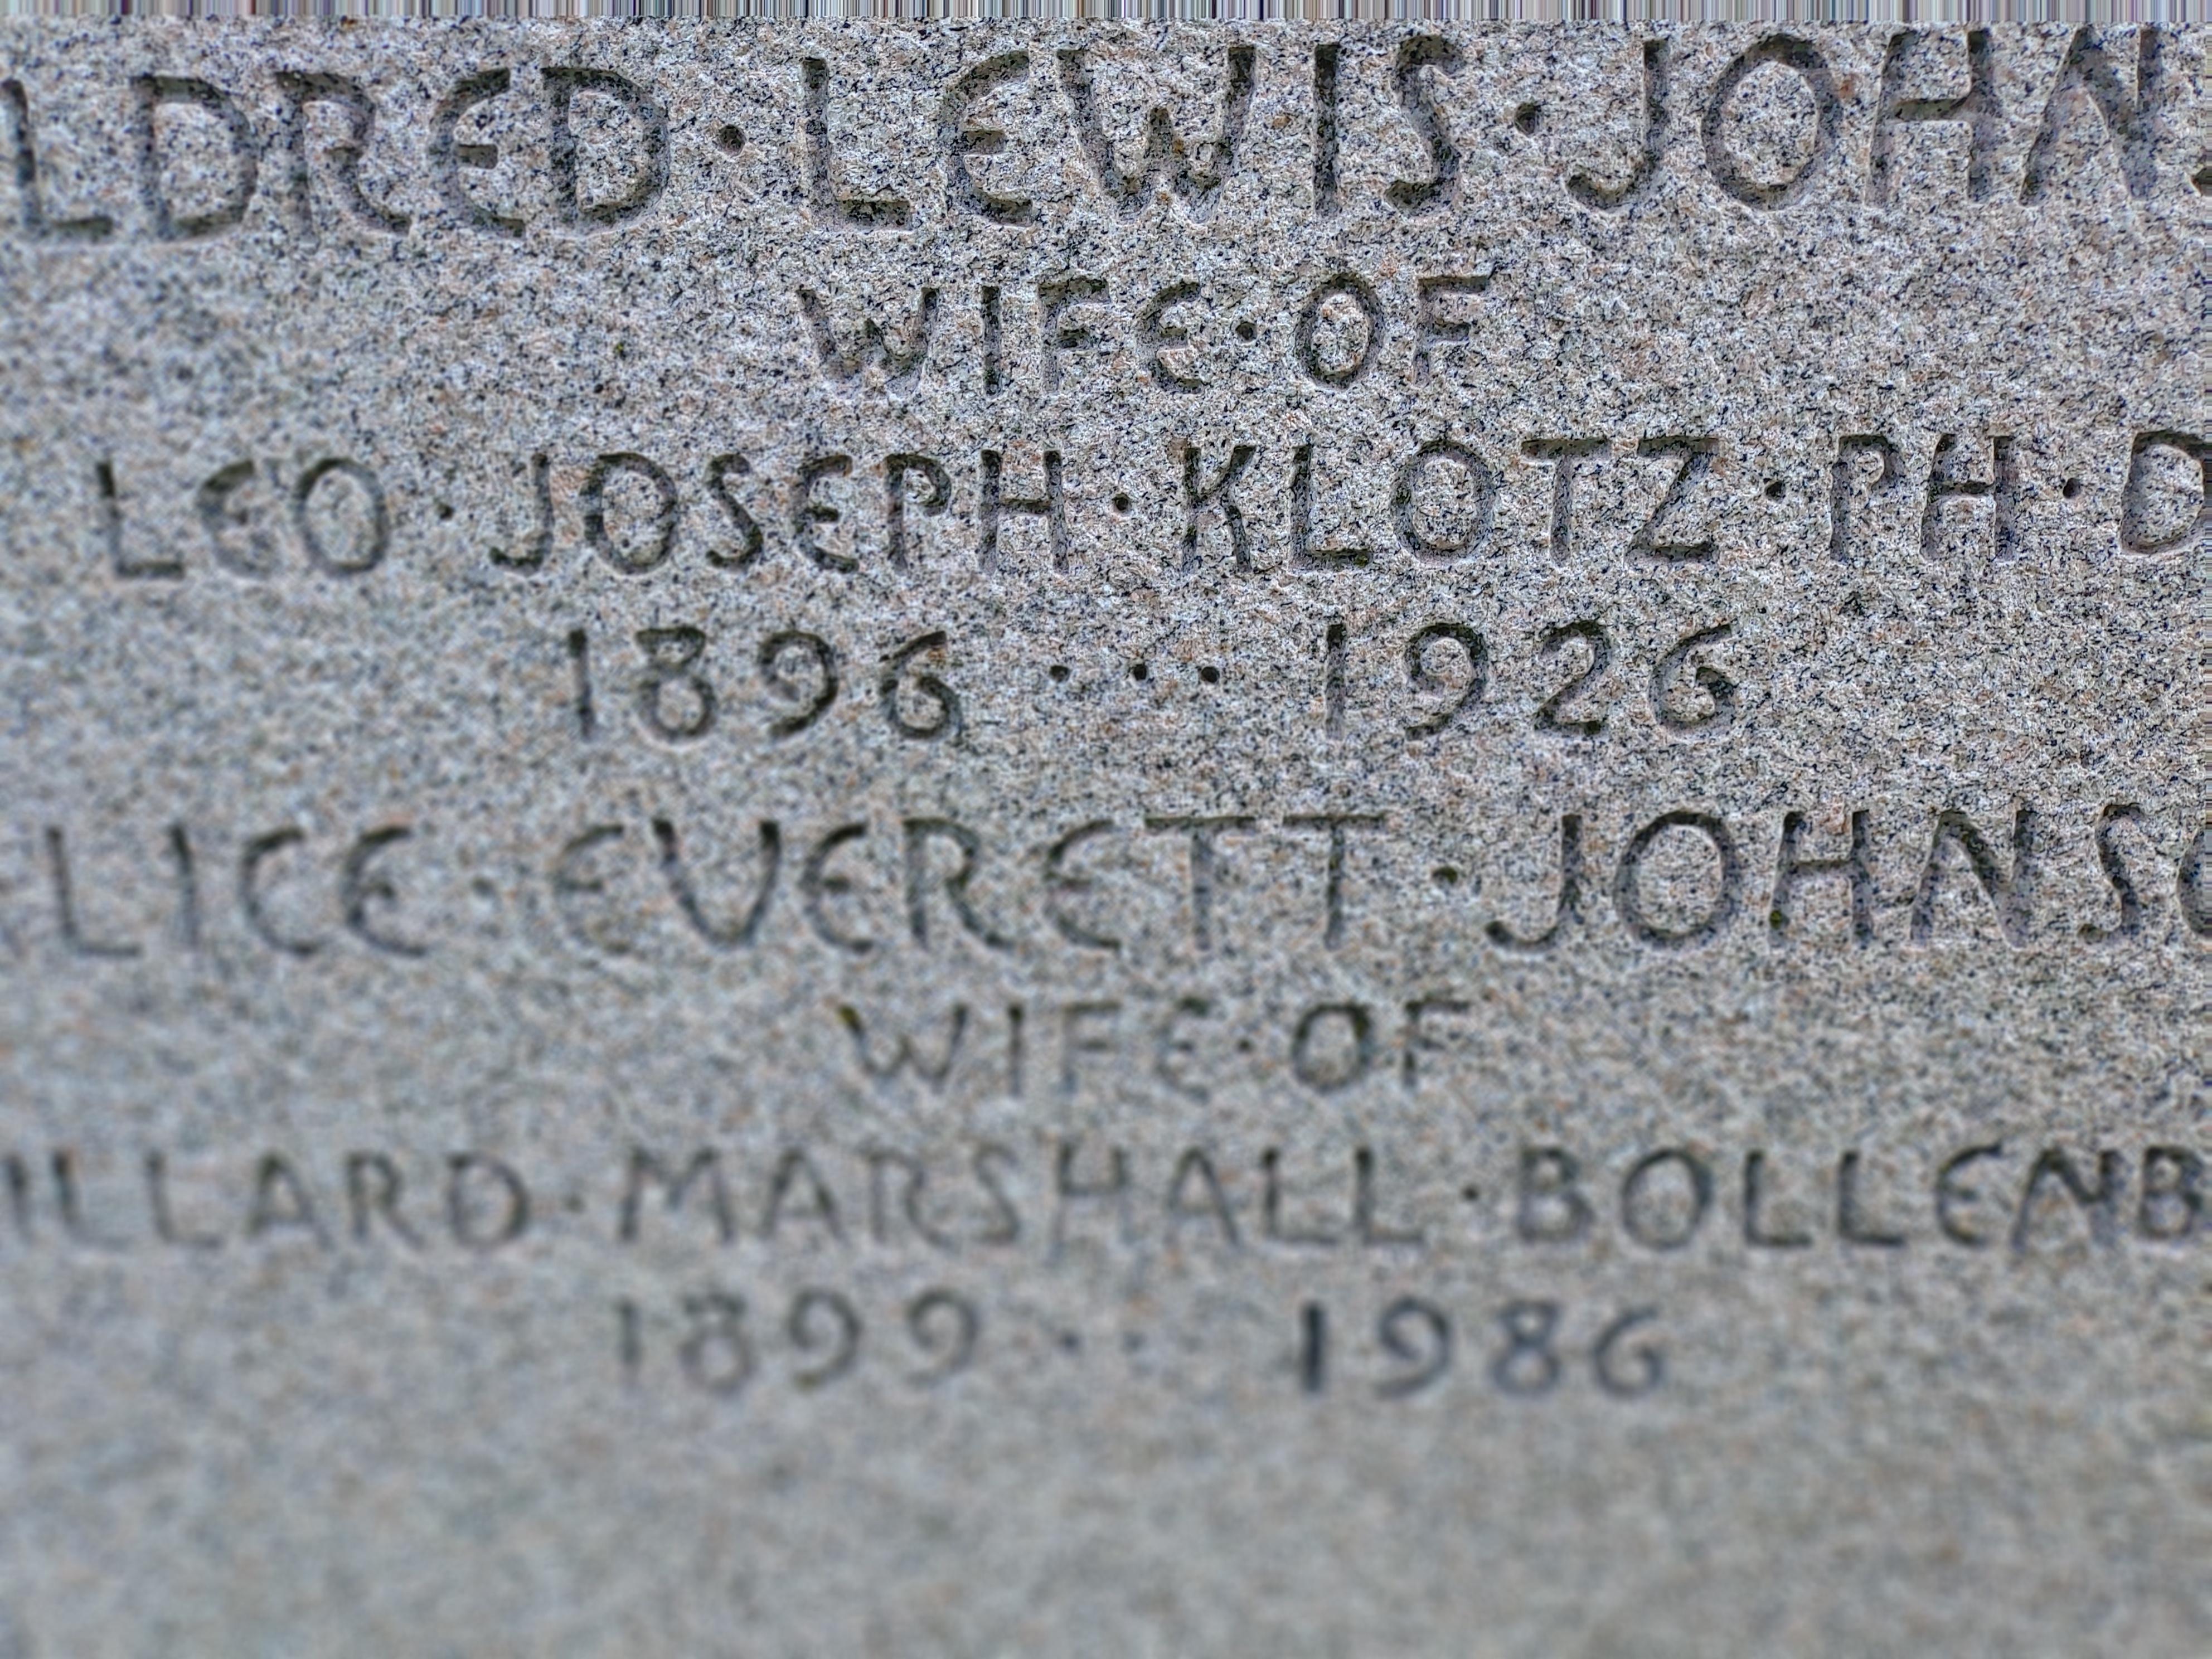 LDRED · LEWIS · JOHNS
WIFE · OF
LEO · JOSEPH · KLOTZ · PH · D
1896 ··· 1926
LICE · EVERETT · JOHNSO
WIFE · OF
ILLARD · MARSHALL · BOLLENB
1899 ·· 1986